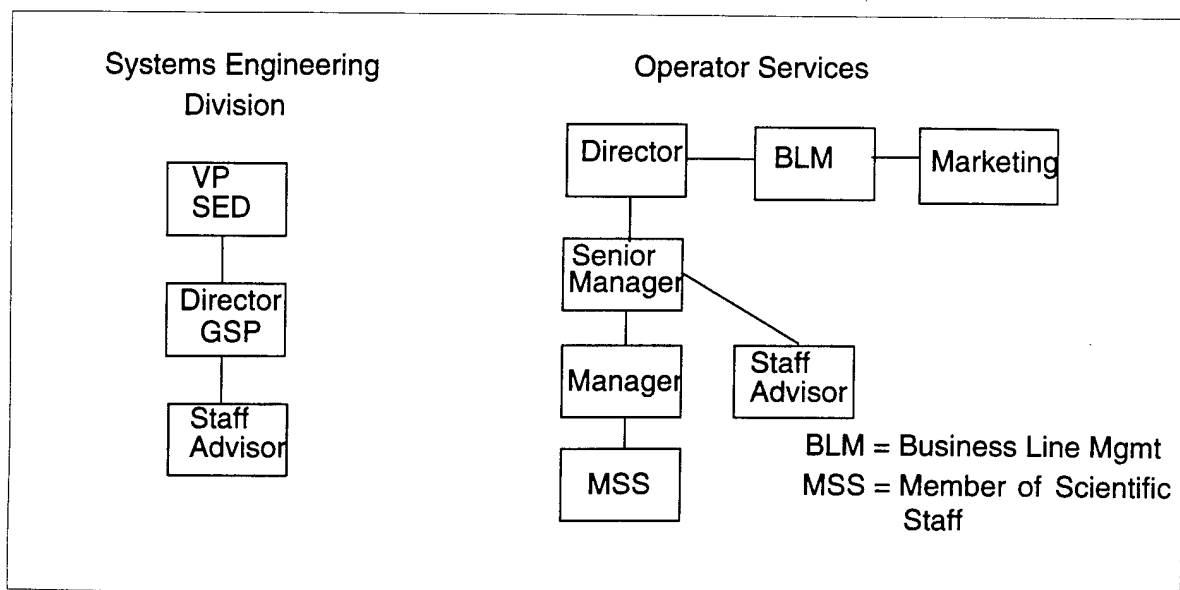 Systems Engineering
Division
VP
SED
Director
GSP
Staff
Advisor
Operator Services
Director
BLM
Marketing
Senior
Manager
Manager
Staff
Advisor
MSS
BLM = Business Line Mgmt
MSS = Member of Scientific
Staff